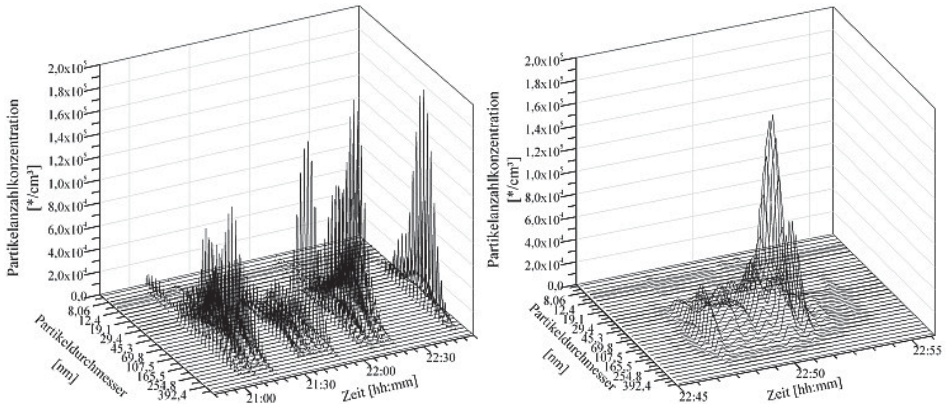 2,0x10⁵
1,8x10⁵
1,6x10⁵
1,4x10⁵
1,2x10⁵
1,0x10⁵
8,0x10⁴
6,0x10⁴
4,0x10⁴
2,0x10⁴
0,0
Partikelanzahlkonzentration
[*/cm³]
8.06
12,4
19,1
29,4
45,3
69,8
107,5
165,5
254,8
392,4
Partikeldurchmesser
[nm]
21:00
21:30
22:00
22:30
Zeit [hh:mm]
2,0x10⁵
1,8x10⁵
1,6x10⁵
1,4x10⁵
1,2x10⁵
1,0x10⁵
8,0x10⁴
6,0x10⁴
4,0x10⁴
2,0x10⁴
0,0
Partikelanzahlkonzentration
[*/cm³]
8.06
12,4
19,1
29,4
45,3
69,8
107,5
165,5
254,8
392,4
Partikeldurchmesser
[nm]
22:45
22:50
22:55
Zeit [hh:mm]